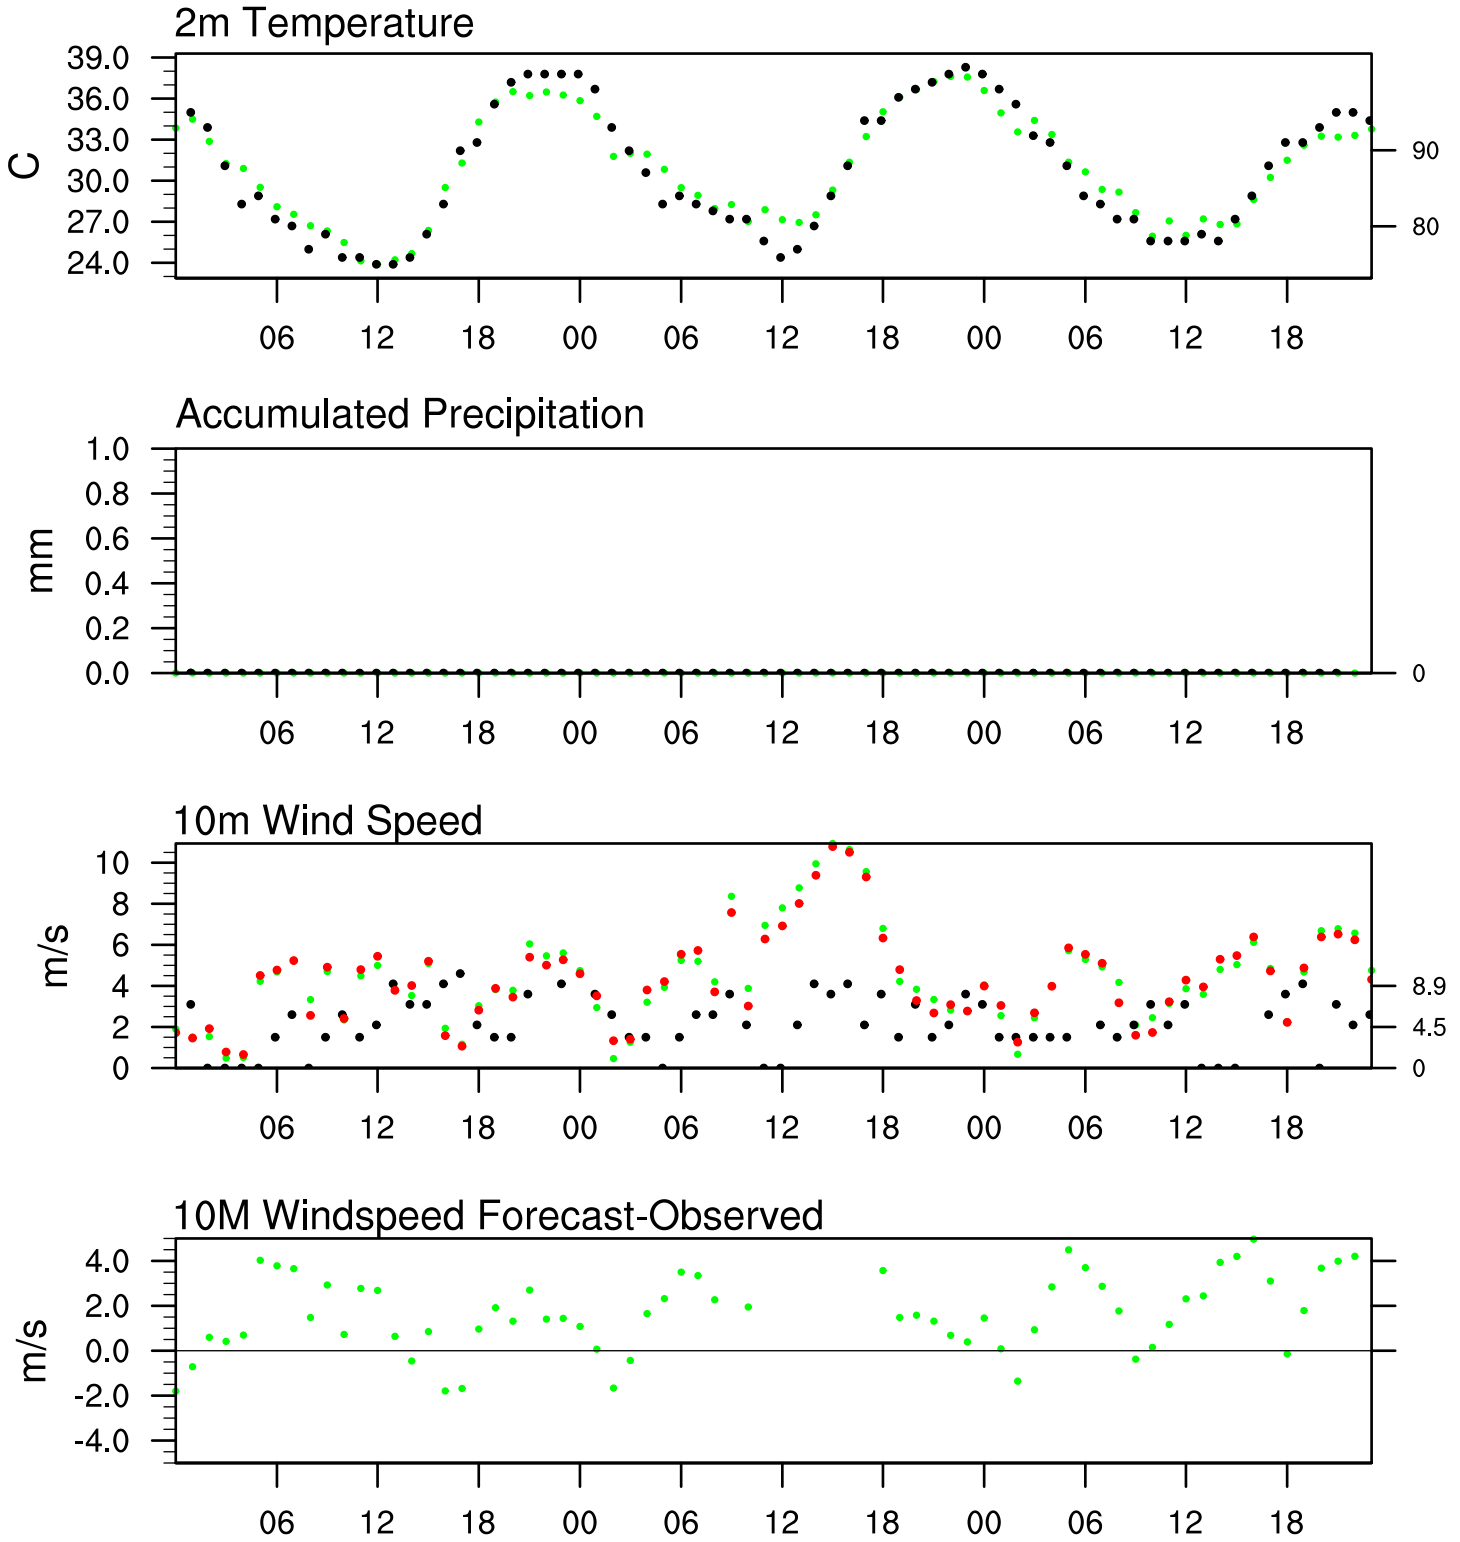 2m Temperature
39.0
36.0
33.0
30.0
27.0
24.0
C
90
80
06 12 18 00 06 12 18 00 06 12 18
Accumulated Precipitation
1.0
0.8
0.6
0.4
0.2
0.0
mm
0
06 12 18 00 06 12 18 00 06 12 18
10m Wind Speed
10
8
6
4
2
0
m/s
8.9
4.5
0
06 12 18 00 06 12 18 00 06 12 18
10M Windspeed Forecast-Observed
4.0
2.0
0.0
-2.0
-4.0
m/s
06 12 18 00 06 12 18 00 06 12 18